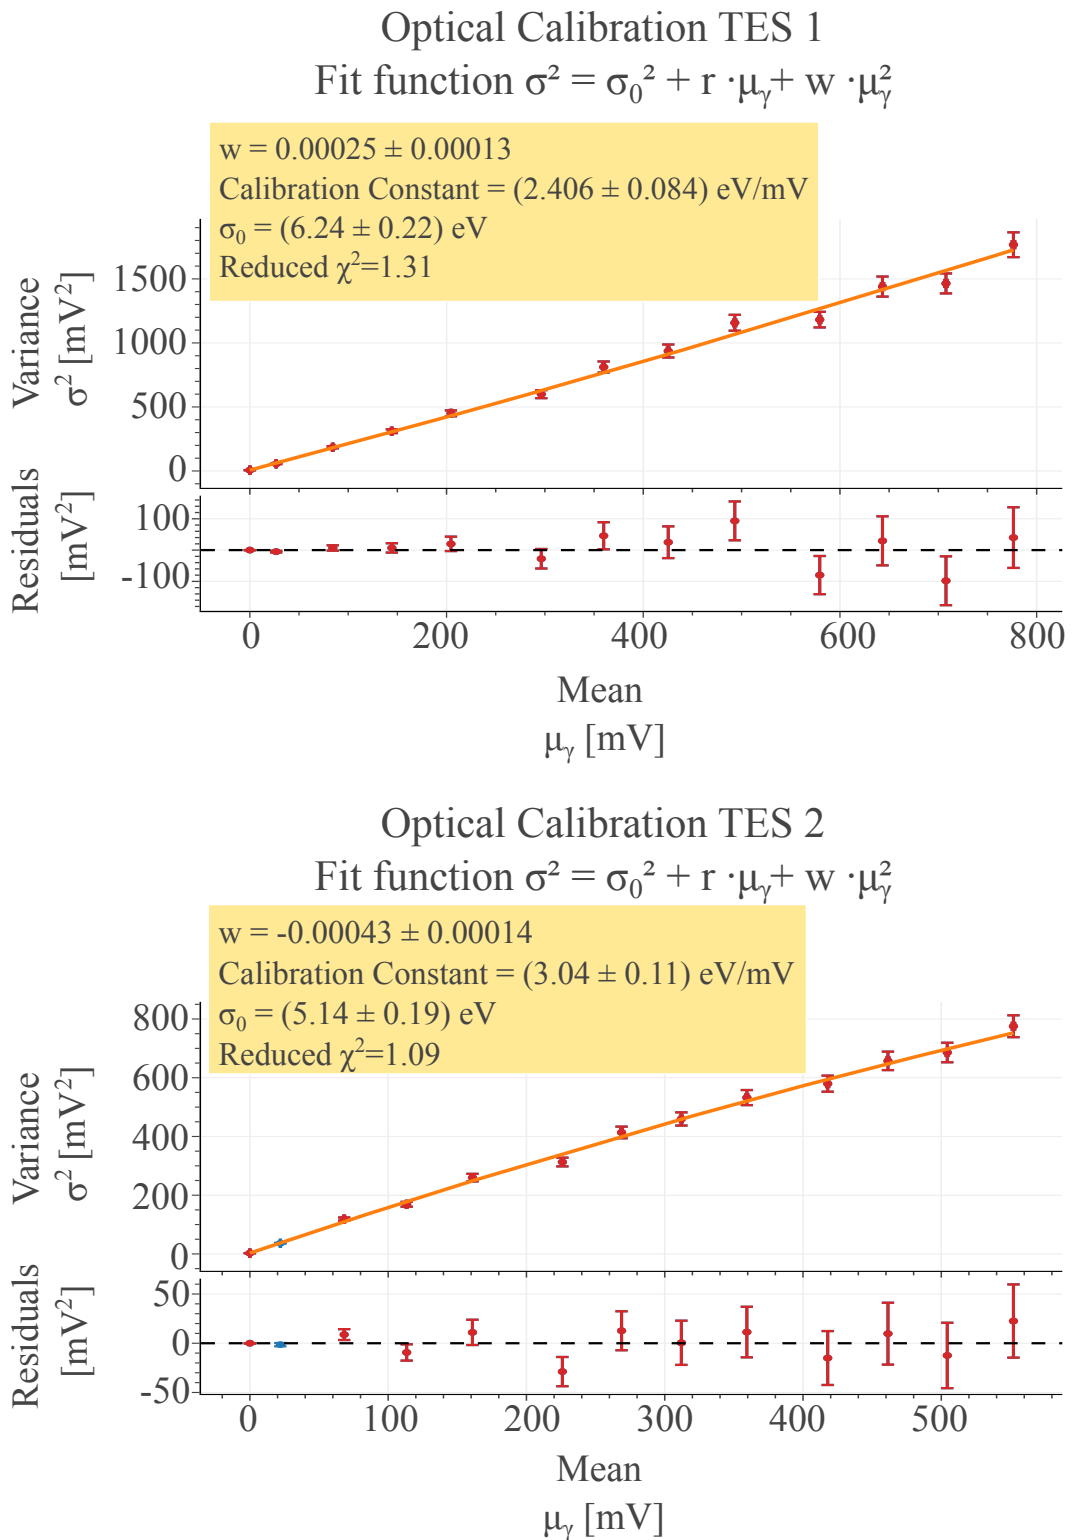 Optical Calibration TES 1
Fit function σ² = σ₀² + r ·μᵧ+ w ·μᵧ²
w = 0.00025 ± 0.00013
Calibration Constant = (2.406 ± 0.084) eV/mV
σ₀ = (6.24 ± 0.22) eV
Reduced χ²=1.31
Variance
σ² [mV²]
1500
1000
500
0
Residuals
[mV²]
100
-100
0 200 400 600 800
Mean
μᵧ [mV]
Optical Calibration TES 2
Fit function σ² = σ₀² + r ·μᵧ+ w ·μᵧ²
w = -0.00043 ± 0.00014
Calibration Constant = (3.04 ± 0.11) eV/mV
σ₀ = (5.14 ± 0.19) eV
Reduced χ²=1.09
Variance
σ² [mV²]
800
600
400
200
0
Residuals
[mV²]
50
0
-50
0 100 200 300 400 500
Mean
μᵧ [mV]